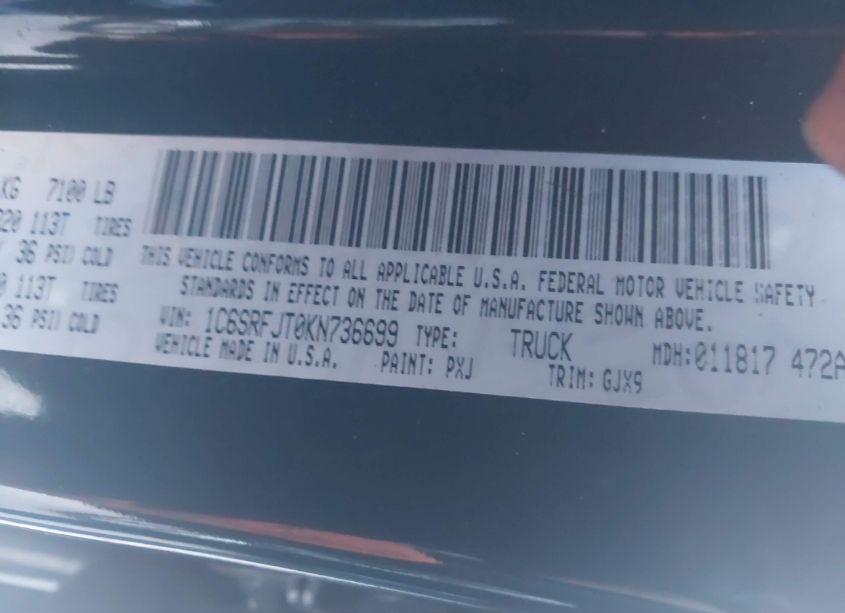 KG 7100 LB
20 113T TIRES
36 PSI) COLD
0 113T TIRES
36 PSI) COLD
THIS VEHICLE CONFORMS TO ALL APPLICABLE U.S.A. FEDERAL MOTOR VEHICLE SAFETY
STANDARDS IN EFFECT ON THE DATE OF MANUFACTURE SHOWN ABOVE.
VIN: 1C6SRFJT0KN736699 TYPE: TRUCK MDH:011817 472A
VEHICLE MADE IN U.S.A. PAINT: PXJ TRIM: GJX9